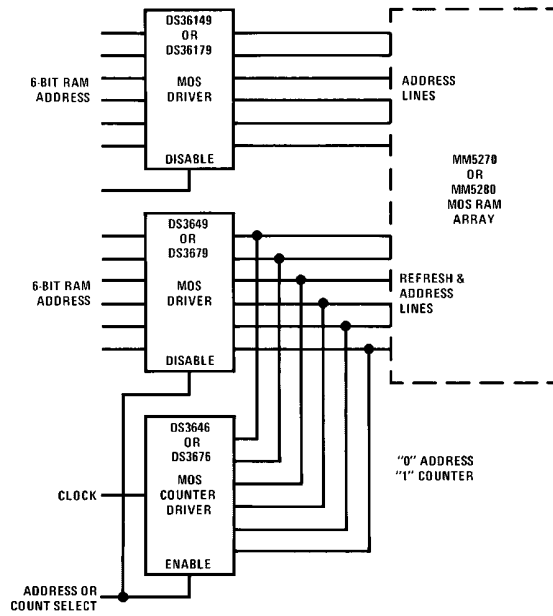 DS36149
OR
DS36179
MOS
DRIVER
DISABLE
6-BIT RAM
ADDRESS
ADDRESS
LINES
MM5270
OR
MM5280
MOS RAM
ARRAY
DS3649
OR
DS3679
MOS
DRIVER
DISABLE
6-BIT RAM
ADDRESS
REFRESH &
ADDRESS
LINES
DS3646
OR
DS3676
MOS
COUNTER
DRIVER
ENABLE
CLOCK
"0" ADDRESS
"1" COUNTER
ADDRESS OR
COUNT SELECT